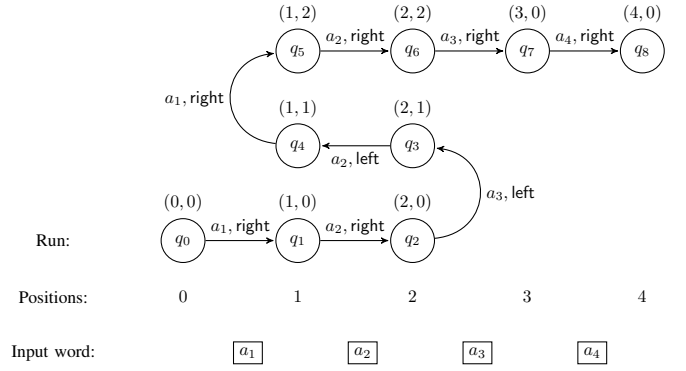 (1, 2) (2, 2) (3, 0) (4, 0)
q5 a2, right q6 a3, right q7 a4, right q8
a1, right
(1, 1) (2, 1)
q4 a2, left q3
a3, left
(0, 0) (1, 0) (2, 0)
Run: q0 a1, right q1 a2, right q2
Positions: 0 1 2 3 4
Input word: a1 a2 a3 a4